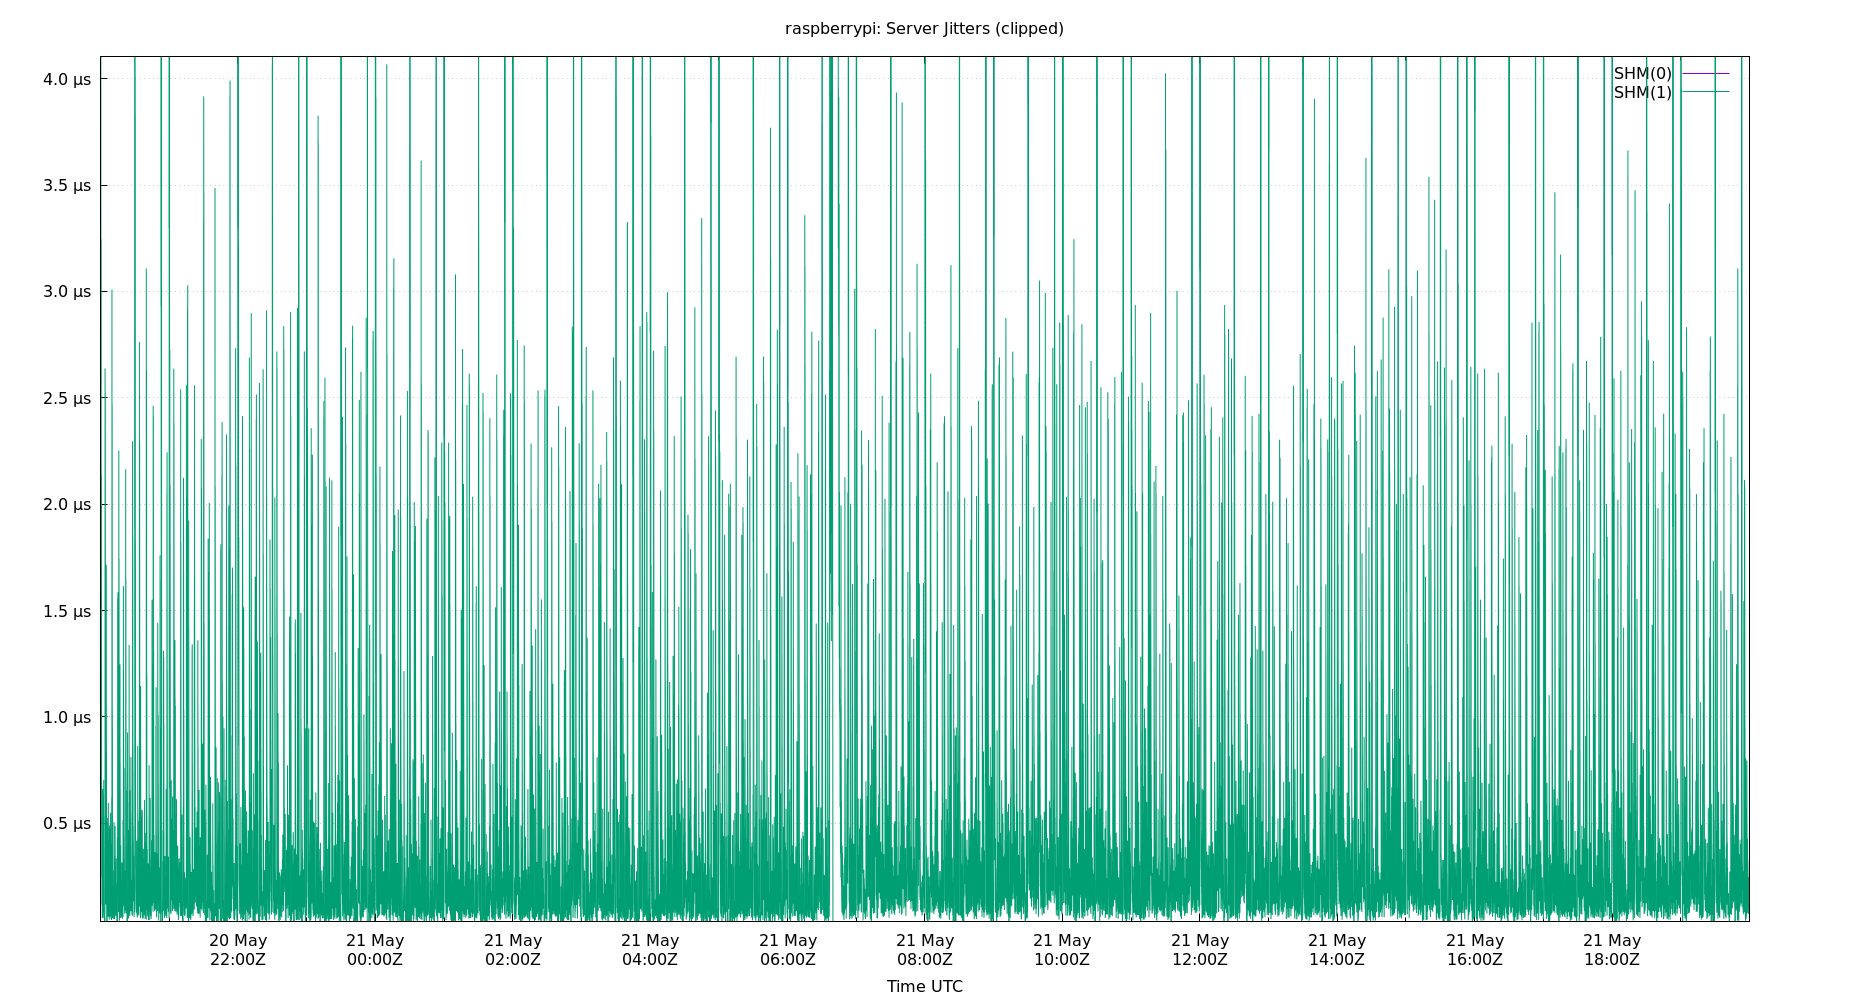 raspberrypi: Server Jitters (clipped)
4.0 µs
3.5 µs
3.0 µs
2.5 µs
2.0 µs
1.5 µs
1.0 µs
0.5 µs
SHM(0)
SHM(1)
20 May 21 May 21 May 21 May 21 May 21 May 21 May 21 May 21 May 21 May 21 May
22:00Z 00:00Z 02:00Z 04:00Z 06:00Z 08:00Z 10:00Z 12:00Z 14:00Z 16:00Z 18:00Z
Time UTC